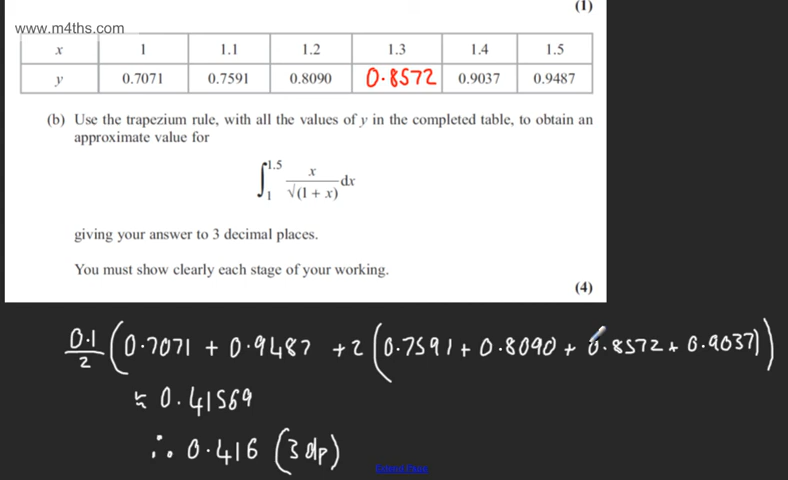 (1)
www.m4ths.com
x 1 1.1 1.2 1.3 1.4 1.5
y 0.7071 0.7591 0.8090 0.8572 0.9037 0.9487
(b) Use the trapezium rule, with all the values of y in the completed table, to obtain an
approximate value for
∫₁^1.5 x/√(1 + x) dx
giving your answer to 3 decimal places.
You must show clearly each stage of your working.
(4)
0.1/2 (0.7071 + 0.9487 + 2(0.7591 + 0.8090 + 0.8572 + 0.9037))
≈ 0.41569
∴ 0.416 (3dp)